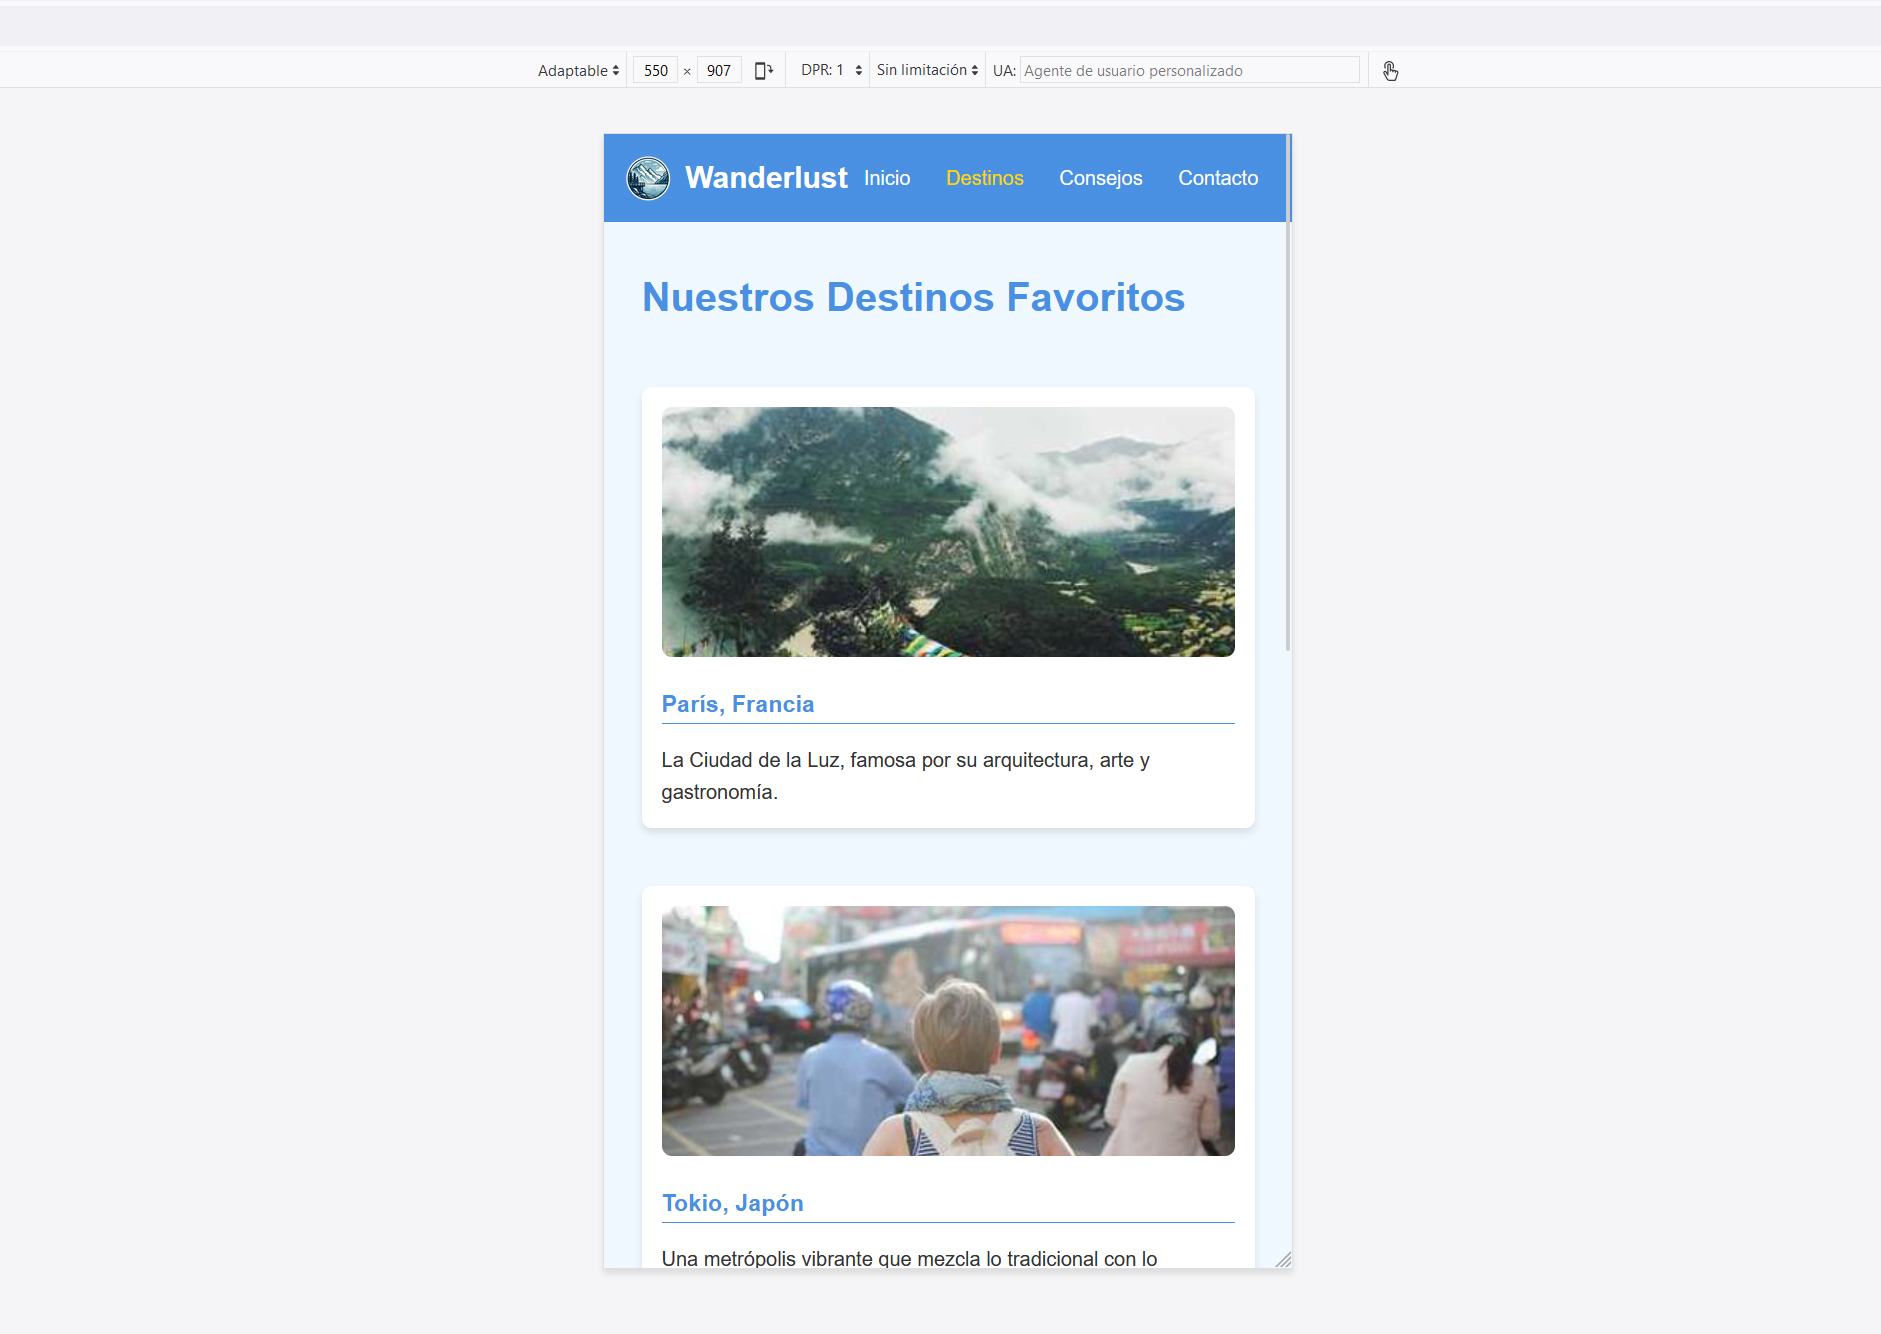 Adaptable 550 × 907 DPR: 1 Sin limitación UA: Agente de usuario personalizado
Wanderlust Inicio Destinos Consejos Contacto
Nuestros Destinos Favoritos
París, Francia
La Ciudad de la Luz, famosa por su arquitectura, arte y
gastronomía.
Tokio, Japón
Una metrópolis vibrante que mezcla lo tradicional con lo